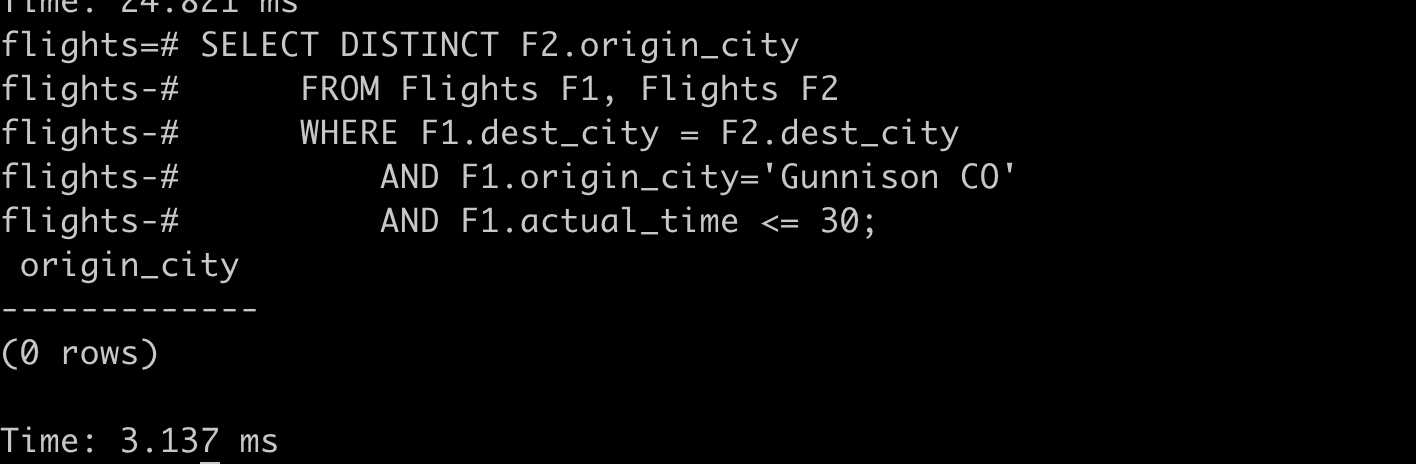 Time: 24.821 ms
flights=# SELECT DISTINCT F2.origin_city
flights-#      FROM Flights F1, Flights F2
flights-#      WHERE F1.dest_city = F2.dest_city
flights-#          AND F1.origin_city='Gunnison CO'
flights-#          AND F1.actual_time <= 30;
 origin_city
-------------
(0 rows)

Time: 3.137 ms